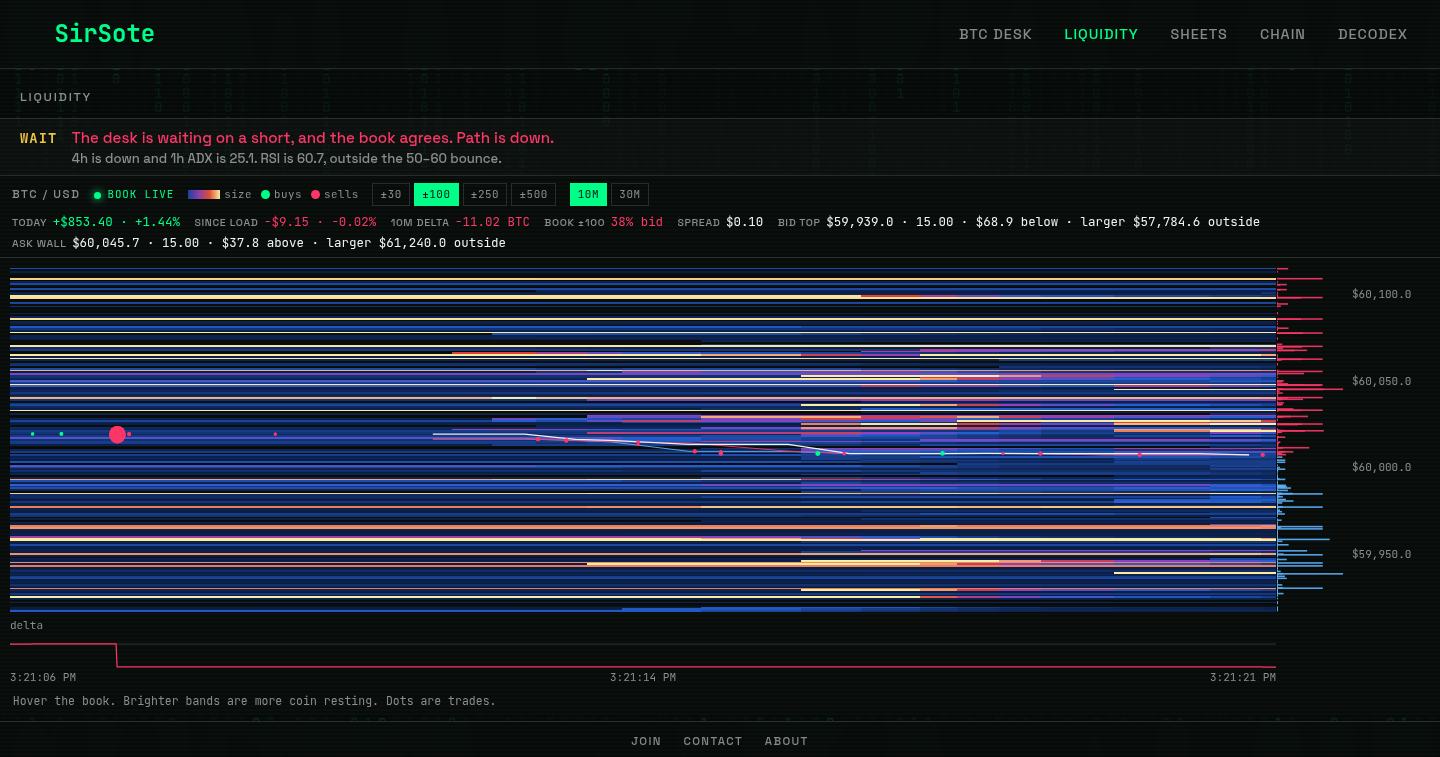 SirSote
BTC DESK LIQUIDITY SHEETS CHAIN DECODEX
LIQUIDITY
WAIT The desk is waiting on a short, and the book agrees. Path is down.
4h is down and 1h ADX is 25.1. RSI is 60.7, outside the 50–60 bounce.
BTC / USD BOOK LIVE size buys sells ±30 ±100 ±250 ±500 10M 30M
TODAY +$853.40 · +1.44% SINCE LOAD -$9.15 · -0.02% 10M DELTA -11.02 BTC BOOK ±100 38% bid SPREAD $0.10 BID TOP $59,939.0 · 15.00 · $68.9 below · larger $57,784.6 outside
ASK WALL $60,045.7 · 15.00 · $37.8 above · larger $61,240.0 outside
$60,100.0
$60,050.0
$60,000.0
$59,950.0
delta
3:21:06 PM 3:21:14 PM 3:21:21 PM
Hover the book. Brighter bands are more coin resting. Dots are trades.
JOIN CONTACT ABOUT